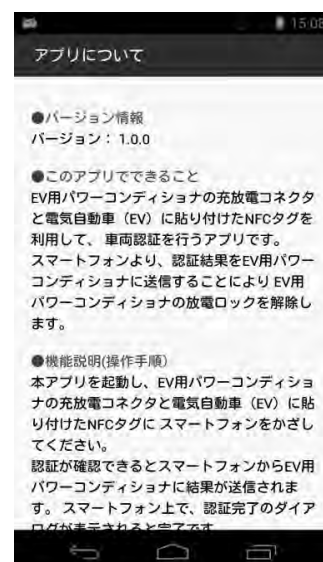 15:08
アプリについて
●バージョン情報
バージョン： 1.0.0
●このアプリでできること
EV用パワーコンディショナの充放電コネクタ
と電気自動車（EV）に貼り付けたNFCタグを
利用して、 車両認証を行うアプリです。
スマートフォンより、認証結果をEV用パワー
コンディショナに送信することにより EV用
パワーコンディショナの放電ロックを解除し
ます。
●機能説明(操作手順)
本アプリを起動し、EV用パワーコンディショ
ナの充放電コネクタと電気自動車（EV）に貼
り付けたNFCタグに スマートフォンをかざし
てください。
認証が確認できるとスマートフォンからEV用
パワーコンディショナに結果が送信されま
す。 スマートフォン上で、認証完了のダイア
ログが表示されると完了です